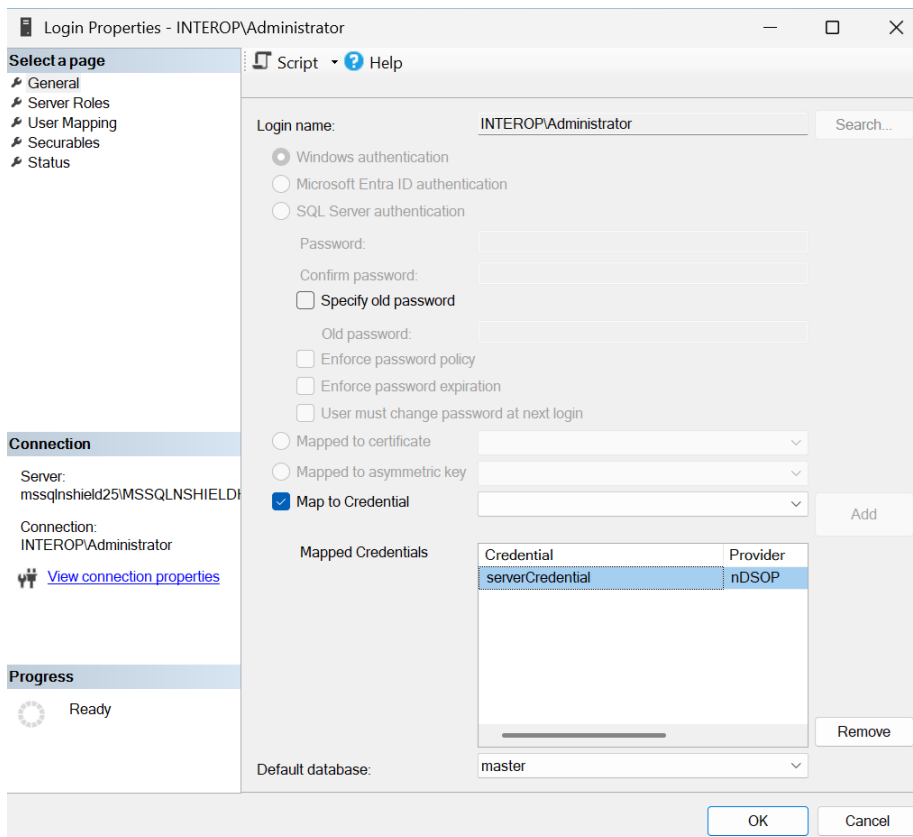 Login Properties - INTEROP\Administrator
Select a page
General
Server Roles
User Mapping
Securables
Status
Connection
Server:
mssqlnshield25\MSSQLNSHIELDH
Connection:
INTEROP\Administrator
View connection properties
Progress
Ready
Script
Help
Login name:
INTEROP\Administrator
Search...
Windows authentication
Microsoft Entra ID authentication
SQL Server authentication
Password:
Confirm password:
Specify old password
Old password:
Enforce password policy
Enforce password expiration
User must change password at next login
Mapped to certificate
Mapped to asymmetric key
Map to Credential
Add
Mapped Credentials
Credential Provider
serverCredential nDSOP
Remove
Default database:
master
OK
Cancel